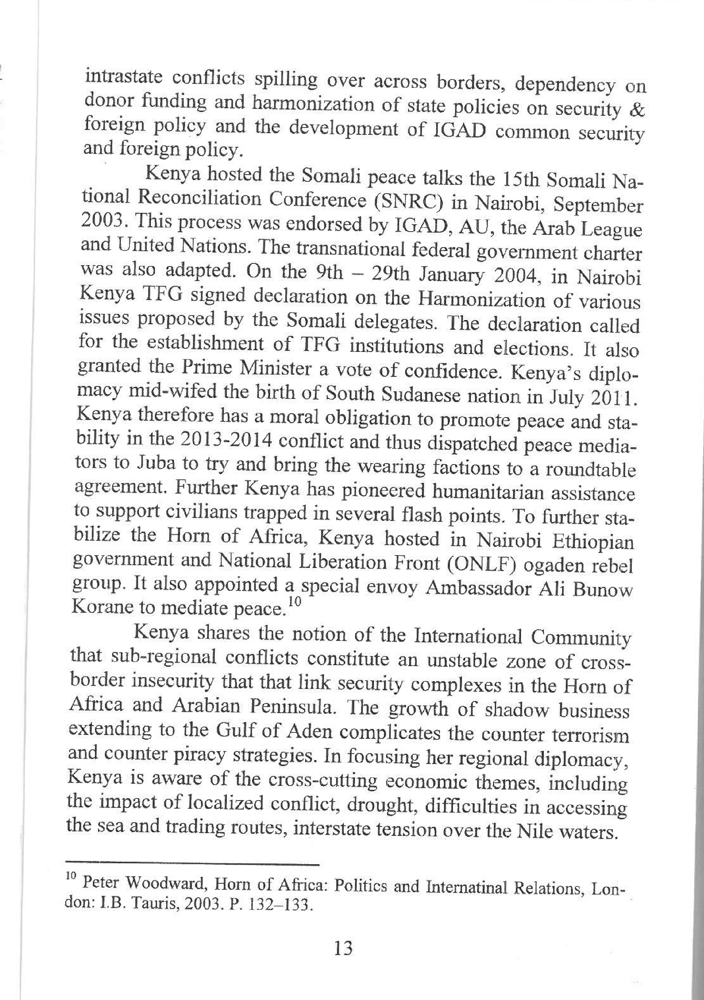 intrastate conflicts spilling over across borders, dependency on
donor funding and harmonization of state policies on security &
foreign policy and the development of IGAD common security
and foreign policy.
Kenya hosted the Somali peace talks the 15th Somali Na-
tional Reconciliation Conference (SNRC) in Nairobi, September
2003. This process was endorsed by IGAD, AU, the Arab League
and United Nations. The transnational federal government charter
was also adapted. On the 9th – 29th January 2004, in Nairobi
Kenya TFG signed declaration on the Harmonization of various
issues proposed by the Somali delegates. The declaration called
for the establishment of TFG institutions and elections. It also
granted the Prime Minister a vote of confidence. Kenya's diplo-
macy mid-wifed the birth of South Sudanese nation in July 2011.
Kenya therefore has a moral obligation to promote peace and sta-
bility in the 2013-2014 conflict and thus dispatched peace media-
tors to Juba to try and bring the wearing factions to a roundtable
agreement. Further Kenya has pioneered humanitarian assistance
to support civilians trapped in several flash points. To further sta-
bilize the Horn of Africa, Kenya hosted in Nairobi Ethiopian
government and National Liberation Front (ONLF) ogaden rebel
group. It also appointed a special envoy Ambassador Ali Bunow
Korane to mediate peace.10
Kenya shares the notion of the International Community
that sub-regional conflicts constitute an unstable zone of cross-
border insecurity that that link security complexes in the Horn of
Africa and Arabian Peninsula. The growth of shadow business
extending to the Gulf of Aden complicates the counter terrorism
and counter piracy strategies. In focusing her regional diplomacy,
Kenya is aware of the cross-cutting economic themes, including
the impact of localized conflict, drought, difficulties in accessing
the sea and trading routes, interstate tension over the Nile waters.
10 Peter Woodward, Horn of Africa: Politics and Internatinal Relations, Lon-
don: I.B. Tauris, 2003. P. 132–133.
13